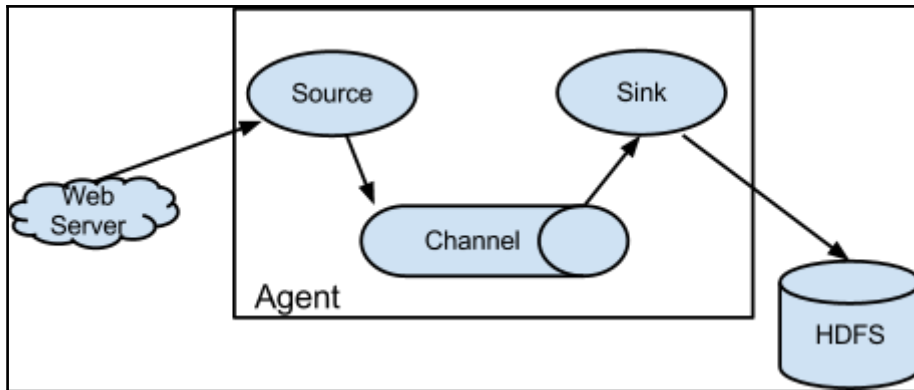 Source
Sink
Web
Server
Channel
Agent
HDFS